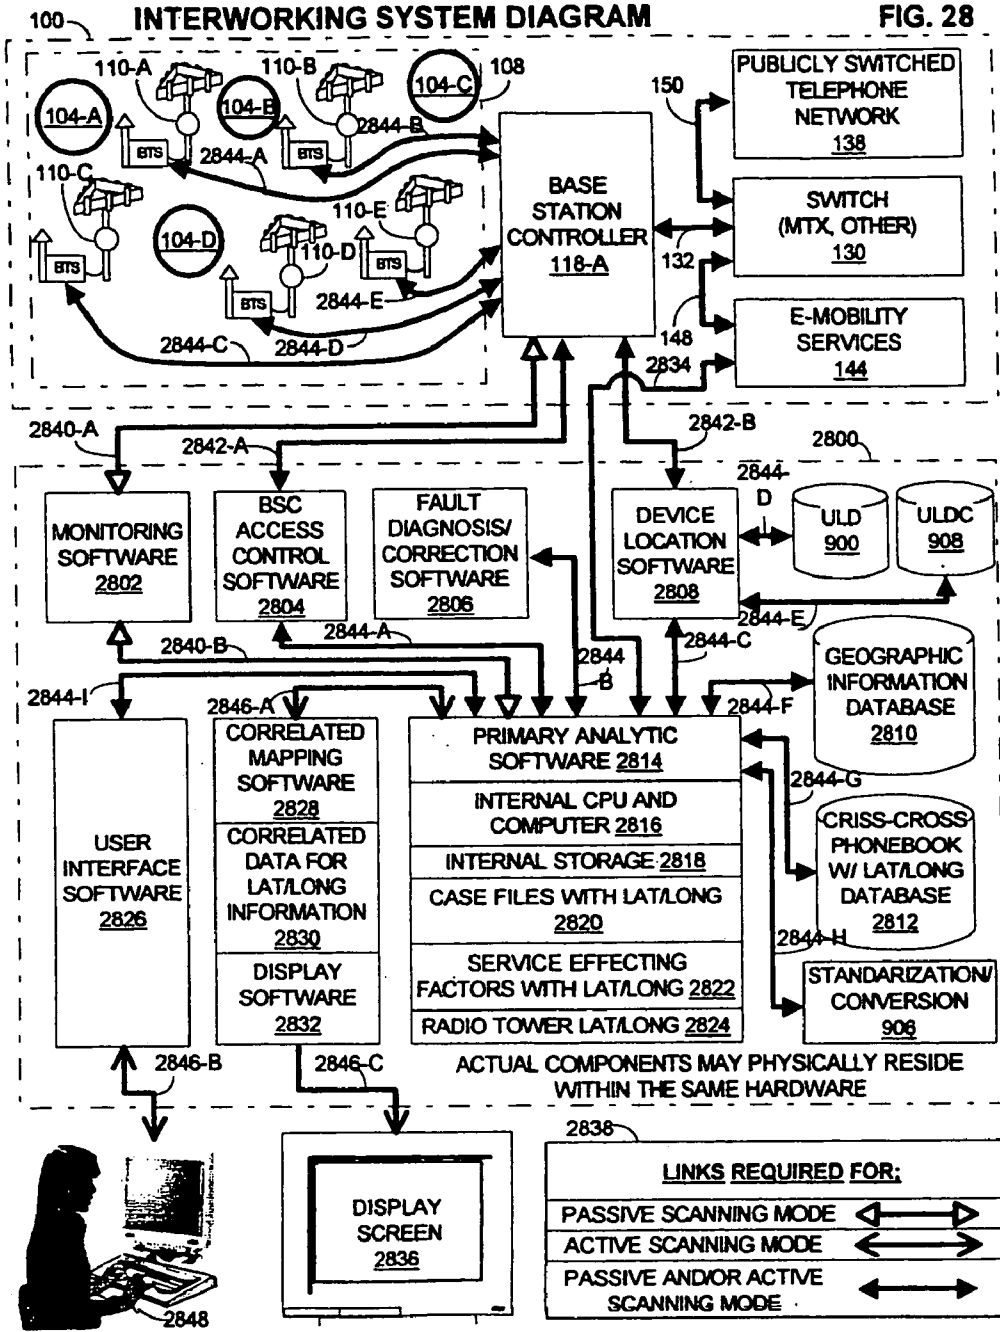 INTERWORKING SYSTEM DIAGRAM
FIG. 28
100
110-A
110-B
104-C
108
104-A
104-B
2844-B
BTS
BTS
2844-A
110-C
110-E
104-D
110-D
BTS
BTS
BTS
2844-E
2844-C
2844-D
BASE
STATION
CONTROLLER
118-A
150
PUBLICLY SWITCHED
TELEPHONE
NETWORK
138
SWITCH
(MTX, OTHER)
130
132
148
E-MOBILITY
SERVICES
144
2834
2840-A
2842-A
2842-B
2800
MONITORING
SOFTWARE
2802
BSC
ACCESS
CONTROL
SOFTWARE
2804
FAULT
DIAGNOSIS/
CORRECTION
SOFTWARE
2806
DEVICE
LOCATION
SOFTWARE
2808
2844-
D
ULD
900
ULDC
908
2844-E
2840-B
2844-A
2844
B
2844-C
2844-I
2846-A
2844-F
GEOGRAPHIC
INFORMATION
DATABASE
2810
USER
INTERFACE
SOFTWARE
2826
CORRELATED
MAPPING
SOFTWARE
2828
CORRELATED
DATA FOR
LAT/LONG
INFORMATION
2830
DISPLAY
SOFTWARE
2832
PRIMARY ANALYTIC
SOFTWARE 2814
INTERNAL CPU AND
COMPUTER 2816
INTERNAL STORAGE 2818
CASE FILES WITH LAT/LONG
2820
SERVICE EFFECTING
FACTORS WITH LAT/LONG 2822
RADIO TOWER LAT/LONG 2824
2844-G
CRISS-CROSS
PHONEBOOK
W/ LAT/LONG
DATABASE
2812
2844-H
STANDARIZATION/
CONVERSION
906
2846-B
2846-C
ACTUAL COMPONENTS MAY PHYSICALLY RESIDE
WITHIN THE SAME HARDWARE
2848
DISPLAY
SCREEN
2836
2838
LINKS REQUIRED FOR;
PASSIVE SCANNING MODE
ACTIVE SCANNING MODE
PASSIVE AND/OR ACTIVE
SCANNING MODE